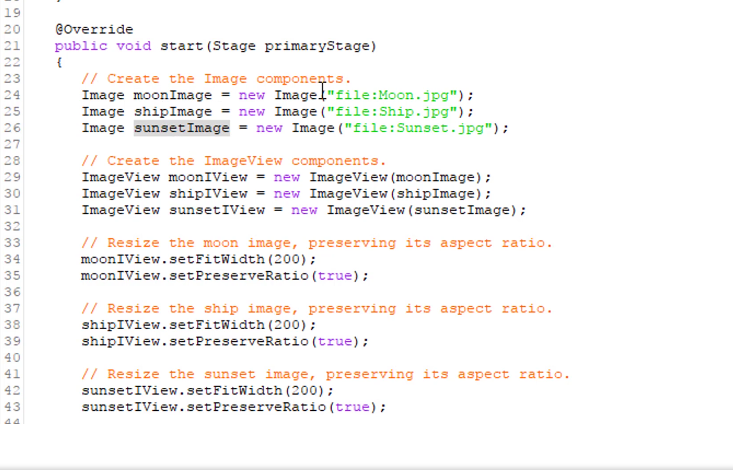 19
20 @Override
21 public void start(Stage primaryStage)
22 {
23 // Create the Image components.
24 Image moonImage = new Image("file:Moon.jpg");
25 Image shipImage = new Image("file:Ship.jpg");
26 Image sunsetImage = new Image("file:Sunset.jpg");
27
28 // Create the ImageView components.
29 ImageView moonIView = new ImageView(moonImage);
30 ImageView shipIView = new ImageView(shipImage);
31 ImageView sunsetIView = new ImageView(sunsetImage);
32
33 // Resize the moon image, preserving its aspect ratio.
34 moonIView.setFitWidth(200);
35 moonIView.setPreserveRatio(true);
36
37 // Resize the ship image, preserving its aspect ratio.
38 shipIView.setFitWidth(200);
39 shipIView.setPreserveRatio(true);
40
41 // Resize the sunset image, preserving its aspect ratio.
42 sunsetIView.setFitWidth(200);
43 sunsetIView.setPreserveRatio(true);
44